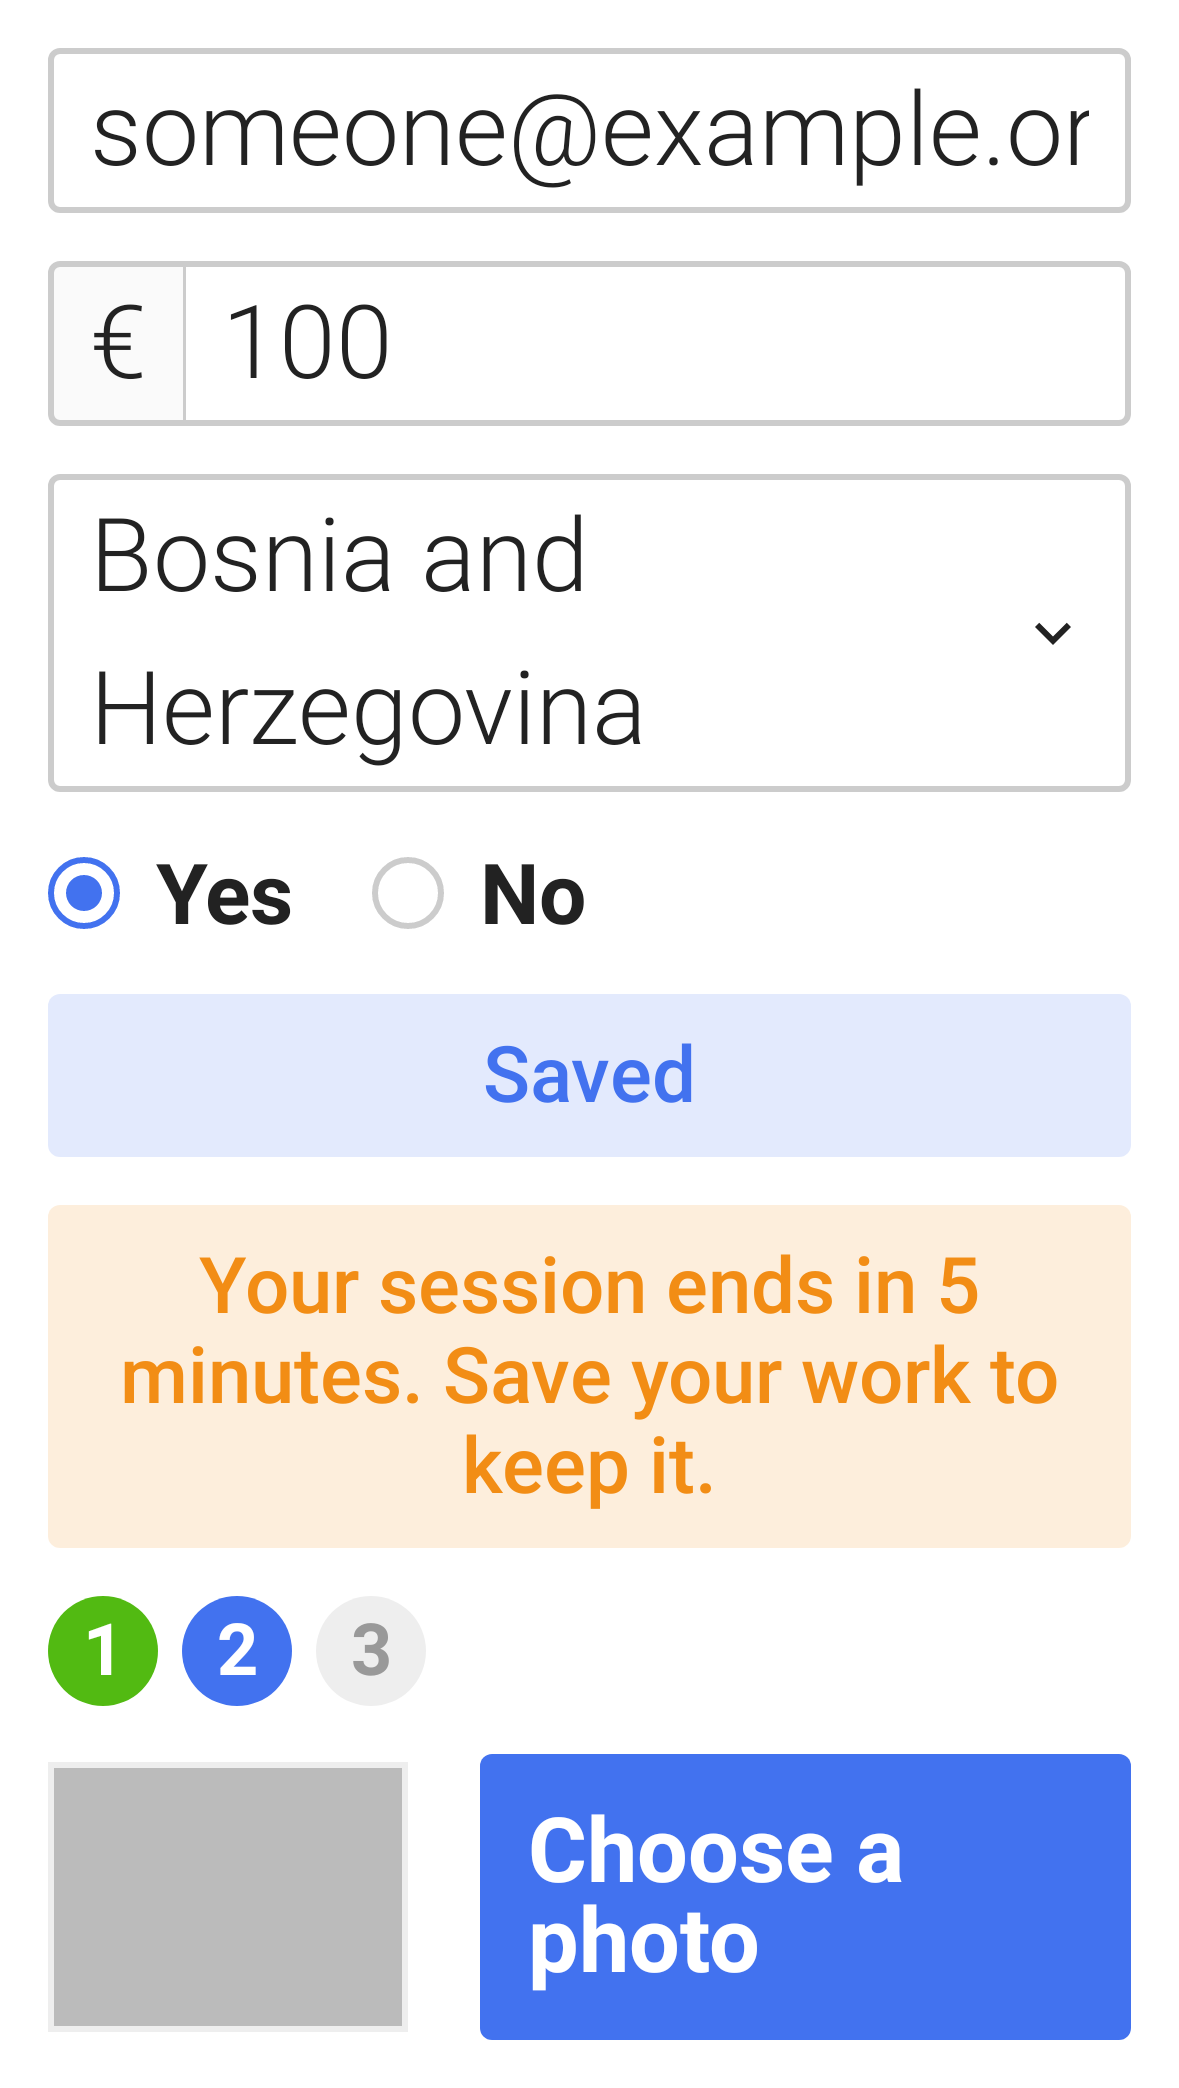 someone@example.or
€ 100
Bosnia and
Herzegovina
Yes No
Saved
Your session ends in 5
minutes. Save your work to
keep it.
1 2 3
Choose a
photo